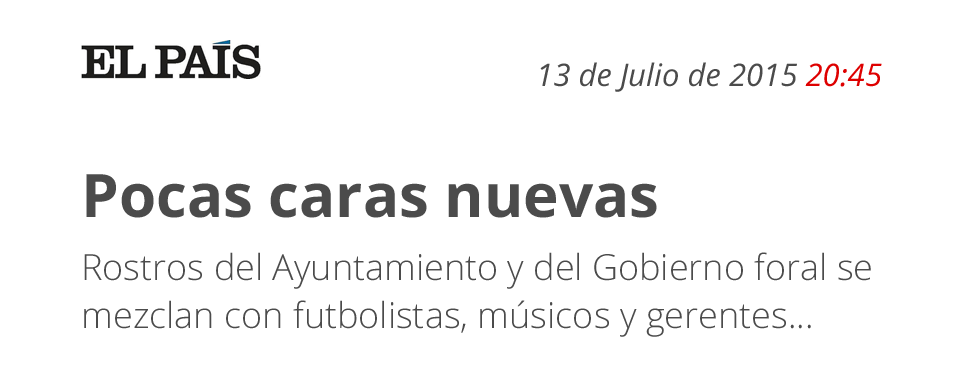 EL PAÍS
13 de Julio de 2015 20:45
Pocas caras nuevas
Rostros del Ayuntamiento y del Gobierno foral se
mezclan con futbolistas, músicos y gerentes...